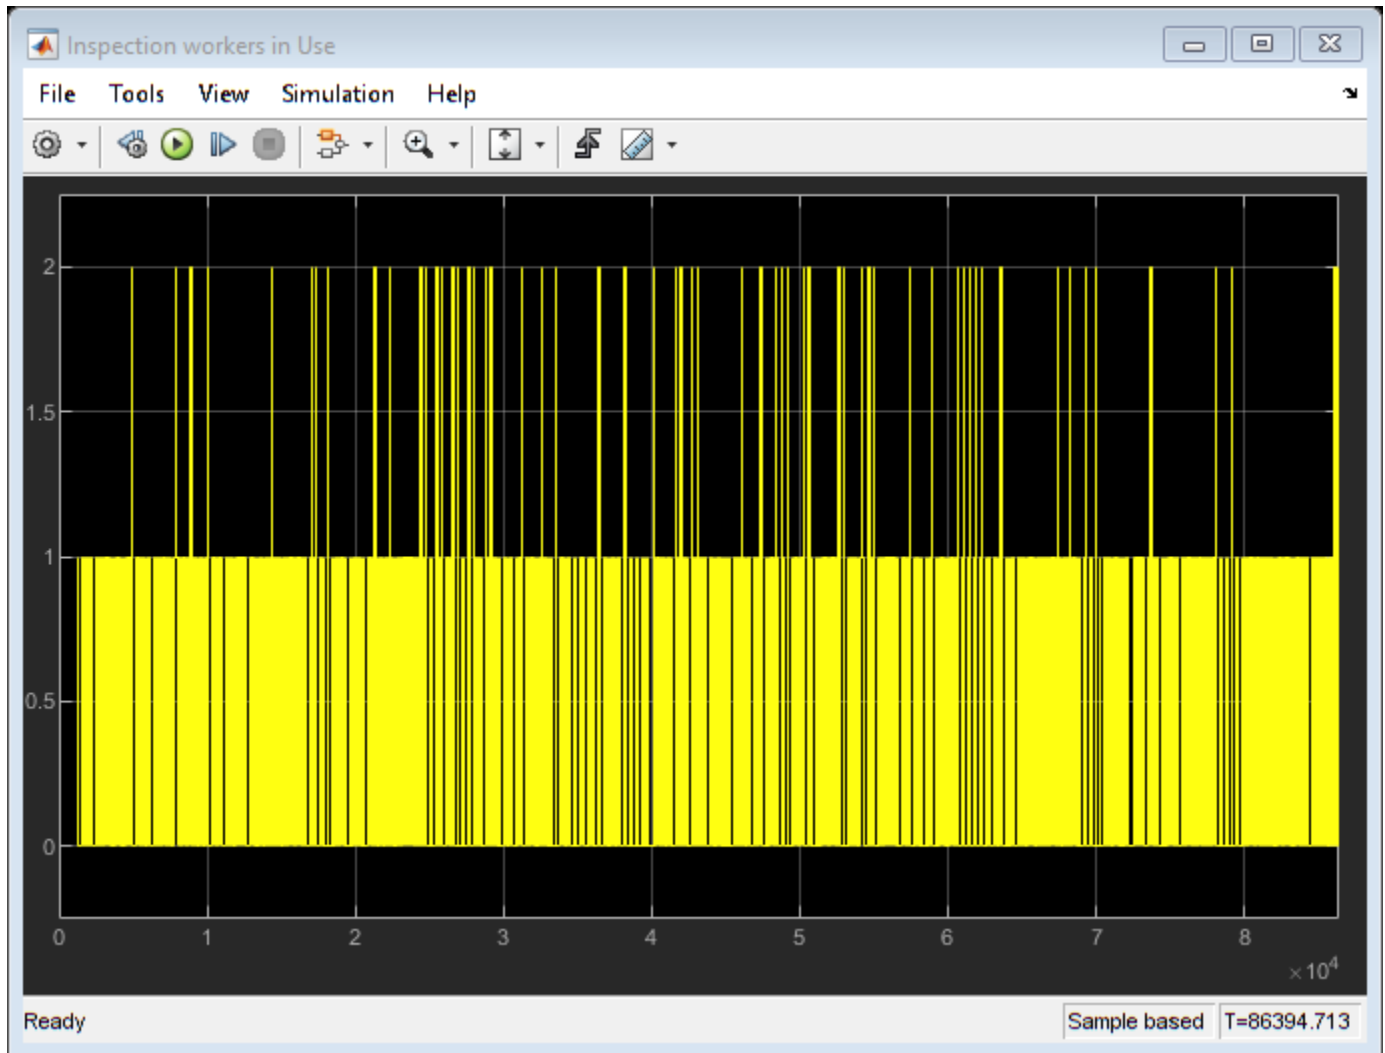 Inspection workers in Use
File Tools View Simulation Help
2
1.5
1
0.5
0
0 1 2 3 4 5 6 7 8
×10⁴
Ready Sample based T=86394.713